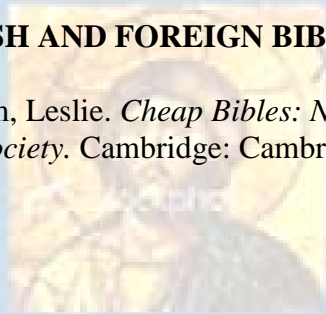 SH AND FOREIGN BIB
n, Leslie. Cheap Bibles: N
ociety. Cambridge: Cambr